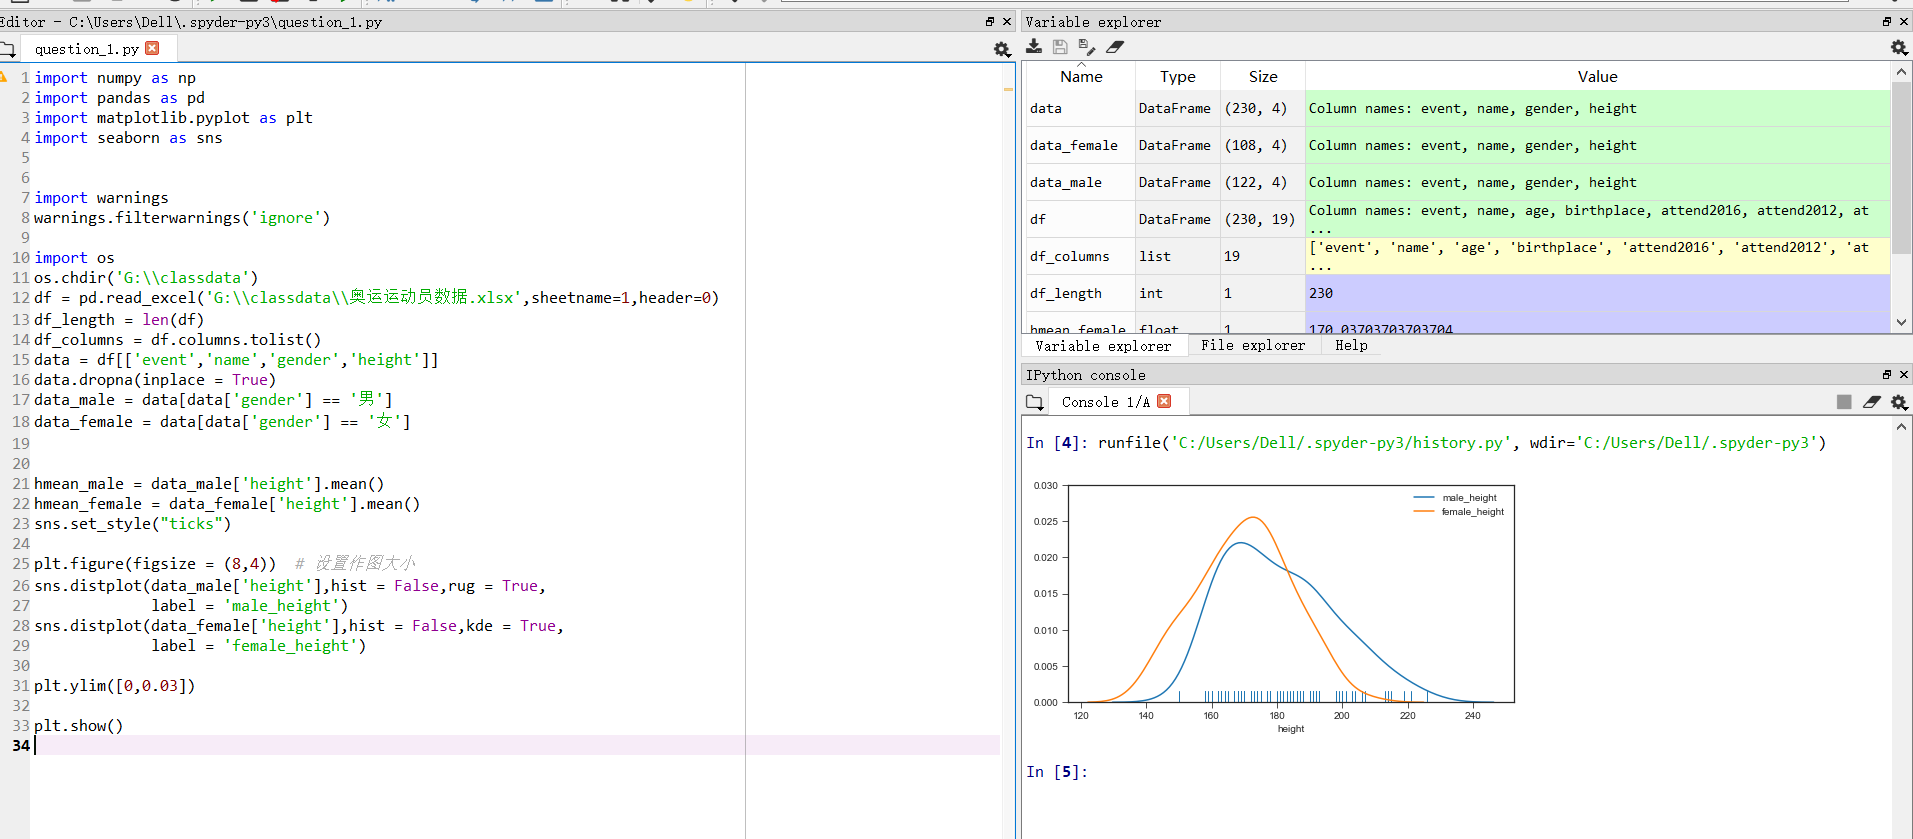 Editor - C:\Users\Dell\.spyder-py3\question_1.py
question_1.py
1 import numpy as np
2 import pandas as pd
3 import matplotlib.pyplot as plt
4 import seaborn as sns
5
6
7 import warnings
8 warnings.filterwarnings('ignore')
9
10 import os
11 os.chdir('G:\\classdata')
12 df = pd.read_excel('G:\\classdata\\奥运运动员数据.xlsx',sheetname=1,header=0)
13 df_length = len(df)
14 df_columns = df.columns.tolist()
15 data = df[['event','name','gender','height']]
16 data.dropna(inplace = True)
17 data_male = data[data['gender'] == '男']
18 data_female = data[data['gender'] == '女']
19
20
21 hmean_male = data_male['height'].mean()
22 hmean_female = data_female['height'].mean()
23 sns.set_style("ticks")
24
25 plt.figure(figsize = (8,4))  # 设置作图大小
26 sns.distplot(data_male['height'],hist = False,rug = True,
27              label = 'male_height')
28 sns.distplot(data_female['height'],hist = False,kde = True,
29              label = 'female_height')
30
31 plt.ylim([0,0.03])
32
33 plt.show()
34
Variable explorer
Name Type Size Value
data DataFrame (230, 4) Column names: event, name, gender, height
data_female DataFrame (108, 4) Column names: event, name, gender, height
data_male DataFrame (122, 4) Column names: event, name, gender, height
df DataFrame (230, 19) Column names: event, name, age, birthplace, attend2016, attend2012, at
...
df_columns list 19 ['event', 'name', 'age', 'birthplace', 'attend2016', 'attend2012', 'at
...
df_length int 1 230
hmean_female float 1 170.03703703703704
Variable explorer File explorer Help
IPython console
Console 1/A
In [4]: runfile('C:/Users/Dell/.spyder-py3/history.py', wdir='C:/Users/Dell/.spyder-py3')
male_height
female_height
0.030
0.025
0.020
0.015
0.010
0.005
0.000
120 140 160 180 200 220 240
height
In [5]: